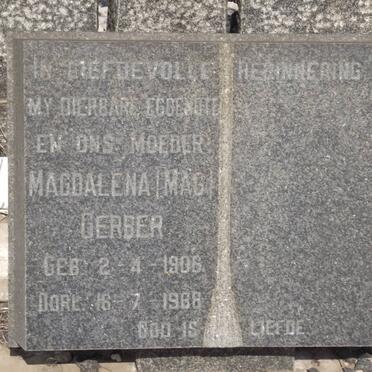 IN LIEFDEVOLLE HERINNERING
MY DIERBARE EGGENOTE
EN ONS MOEDER
MAGDALENA (MAG)
GERBER
GEB. 2-4-1906
OORL. 16-7-1968
GOD IS LIEFDE